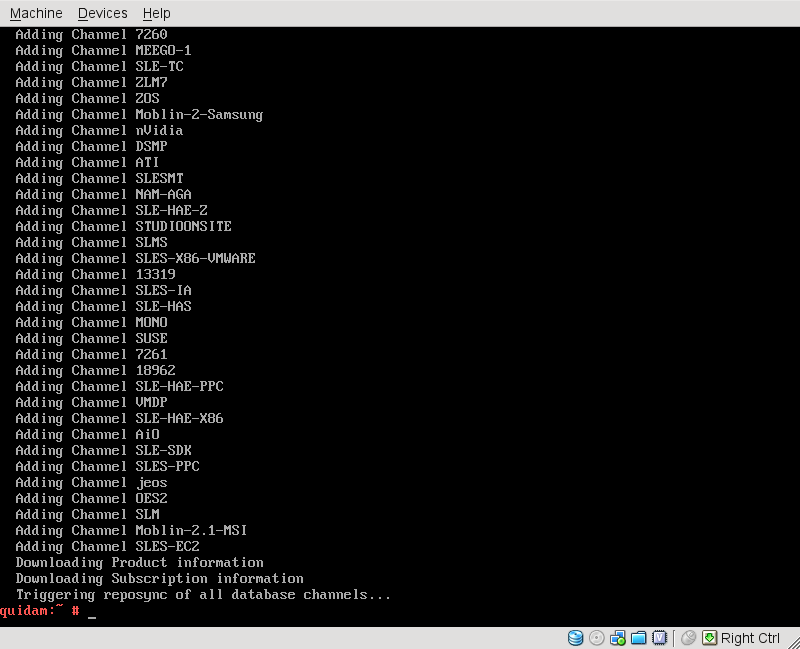 Machine Devices Help
Adding Channel 7260
Adding Channel MEEGO-1
Adding Channel SLE-TC
Adding Channel ZLM7
Adding Channel ZOS
Adding Channel Moblin-2-Samsung
Adding Channel nVidia
Adding Channel DSMP
Adding Channel ATI
Adding Channel SLESMT
Adding Channel NAM-AGA
Adding Channel SLE-HAE-Z
Adding Channel STUDIOONSITE
Adding Channel SLMS
Adding Channel SLES-X86-VMWARE
Adding Channel 13319
Adding Channel SLES-IA
Adding Channel SLE-HAS
Adding Channel MONO
Adding Channel SUSE
Adding Channel 7261
Adding Channel 18962
Adding Channel SLE-HAE-PPC
Adding Channel VMDP
Adding Channel SLE-HAE-X86
Adding Channel AiO
Adding Channel SLE-SDK
Adding Channel SLES-PPC
Adding Channel jeos
Adding Channel OES2
Adding Channel SLM
Adding Channel Moblin-2.1-MSI
Adding Channel SLES-EC2
Downloading Product information
Downloading Subscription information
Triggering reposync of all database channels...
quidam:~ # _
Right Ctrl